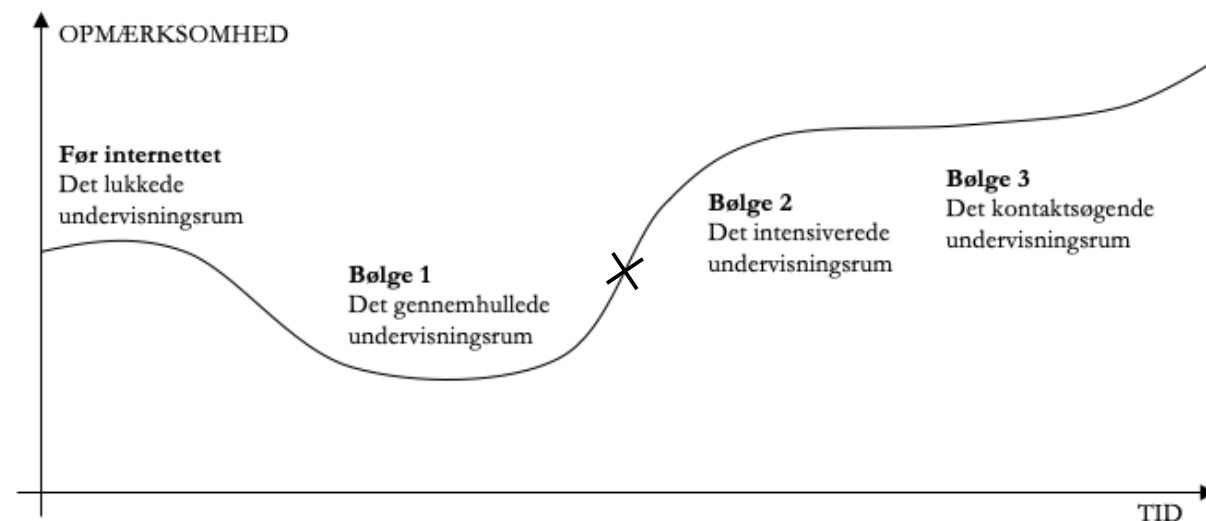 OPMÆRKSOMHED
Før internettet
Det lukkede
undervisningsrum
Bølge 1
Det gennemhullede
undervisningsrum
Bølge 2
Det intensiverede
undervisningsrum
Bølge 3
Det kontaktsøgende
undervisningsrum
TID